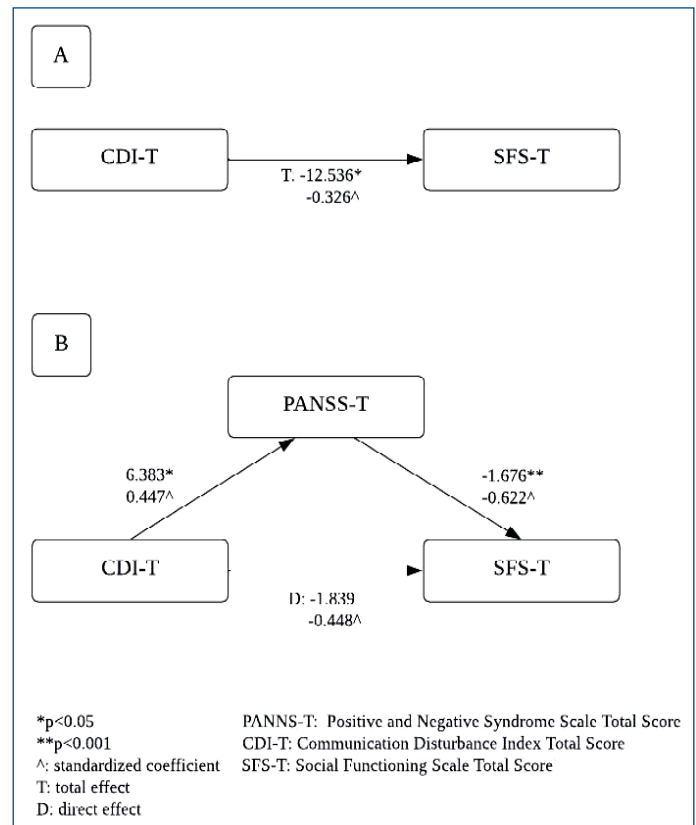 A
CDI-T
SFS-T
T. -12.536*
-0.326^
B
PANSS-T
6.383*
0.447^
-1.676**
-0.622^
CDI-T
SFS-T
D: -1.839
-0.448^
*p<0.05
PANNS-T: Positive and Negative Syndrome Scale Total Score
**p<0.001
CDI-T: Communication Disturbance Index Total Score
^: standardized coefficient
SFS-T: Social Functioning Scale Total Score
T: total effect
D: direct effect